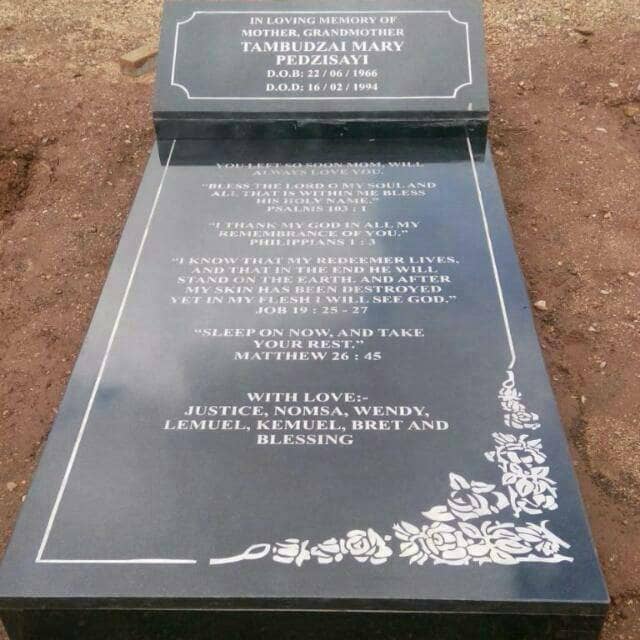 IN LOVING MEMORY OF
MOTHER, GRANDMOTHER
TAMBUDZAI MARY
PEDZISAYI
D.O.B: 22 / 06 / 1966
D.O.D: 16 / 02 / 1994
YOU LEFT SO SOON MOM, WILL
ALWAYS LOVE YOU.
"BLESS THE LORD O MY SOUL AND
ALL THAT IS WITHIN ME BLESS
HIS HOLY NAME."
PSALMS 103 : 1
"I THANK MY GOD IN ALL MY
REMEMBRANCE OF YOU."
PHILIPPIANS 1 : 3
"I KNOW THAT MY REDEEMER LIVES,
AND THAT IN THE END HE WILL
STAND ON THE EARTH. AND AFTER
MY SKIN HAS BEEN DESTROYED
YET IN MY FLESH I WILL SEE GOD."
JOB 19 : 25 - 27
"SLEEP ON NOW, AND TAKE
YOUR REST."
MATTHEW 26 : 45
WITH LOVE:-
JUSTICE, NOMSA, WENDY,
LEMUEL, KEMUEL, BRET AND
BLESSING